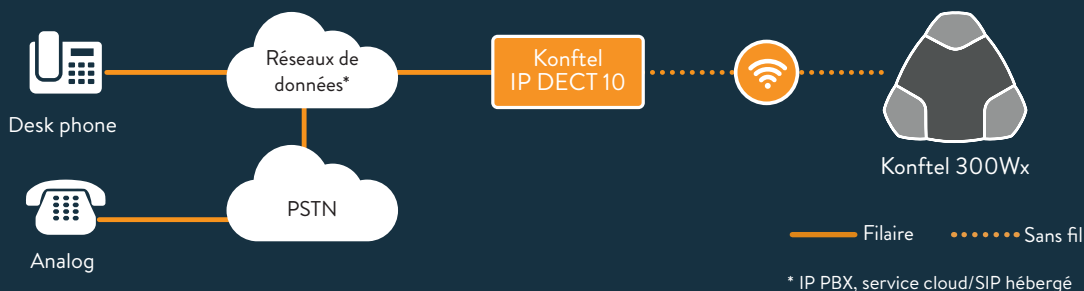 Desk phone
Réseaux de
données*
Konftel
IP DECT 10
Konftel 300Wx
Analog
PSTN
Filaire
Sans fil
* IP PBX, service cloud/SIP hébergé